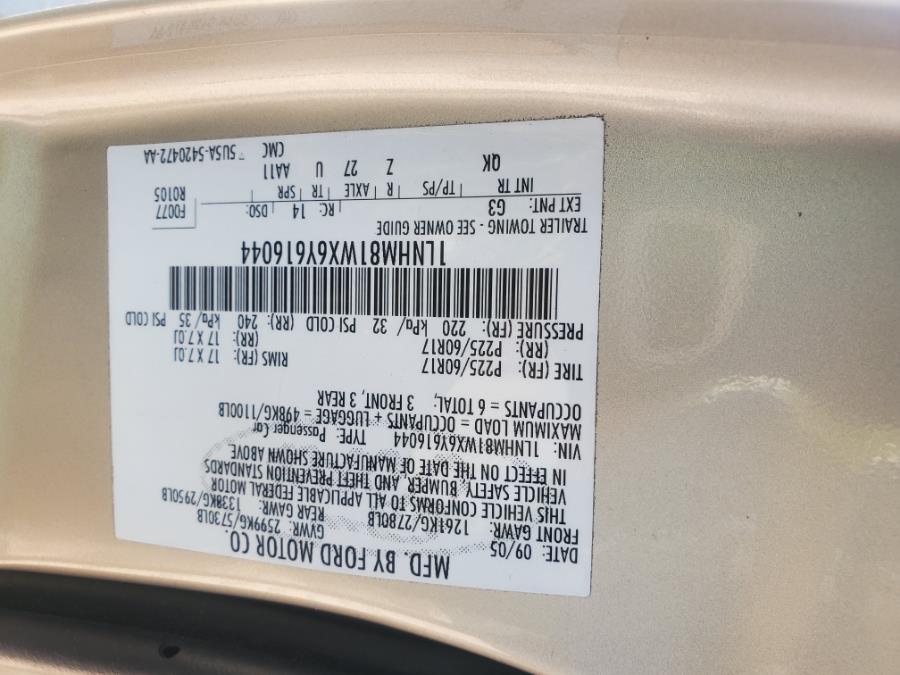 MFD. BY FORD MOTOR CO.
DATE: 09/05 GVWR: 2599KG/5730LB
FRONT GAWR: 1261KG/2780LB REAR GAWR: 1338KG/2950LB
THIS VEHICLE CONFORMS TO ALL APPLICABLE FEDERAL MOTOR
VEHICLE SAFETY, BUMPER, AND THEFT PREVENTION STANDARDS
IN EFFECT ON THE DATE OF MANUFACTURE SHOWN ABOVE
VIN: 1LNHM81WX6Y616044 TYPE: Passenger Car
MAXIMUM LOAD = OCCUPANTS + LUGGAGE = 498KG/1100LB
OCCUPANTS = 6 TOTAL; 3 FRONT, 3 REAR
TIRE (FR): P225/60R17 RIMS (FR): 17 X 7.0J
(RR): P225/60R17 (RR): 17 X 7.0J
PRESSURE (FR): 220 kPa/ 32 PSI COLD (RR): 240 kPa/ 35 PSI COLD
1LNHM81WX6Y616044
TRAILER TOWING - SEE OWNER GUIDE
EXT PNT: G3 RC: 14 DSO: F0077
INT TR TP/PS R AXLE TR SPR R0105
QK Z 27 U AA11
CMC 5USA-5420472-AA